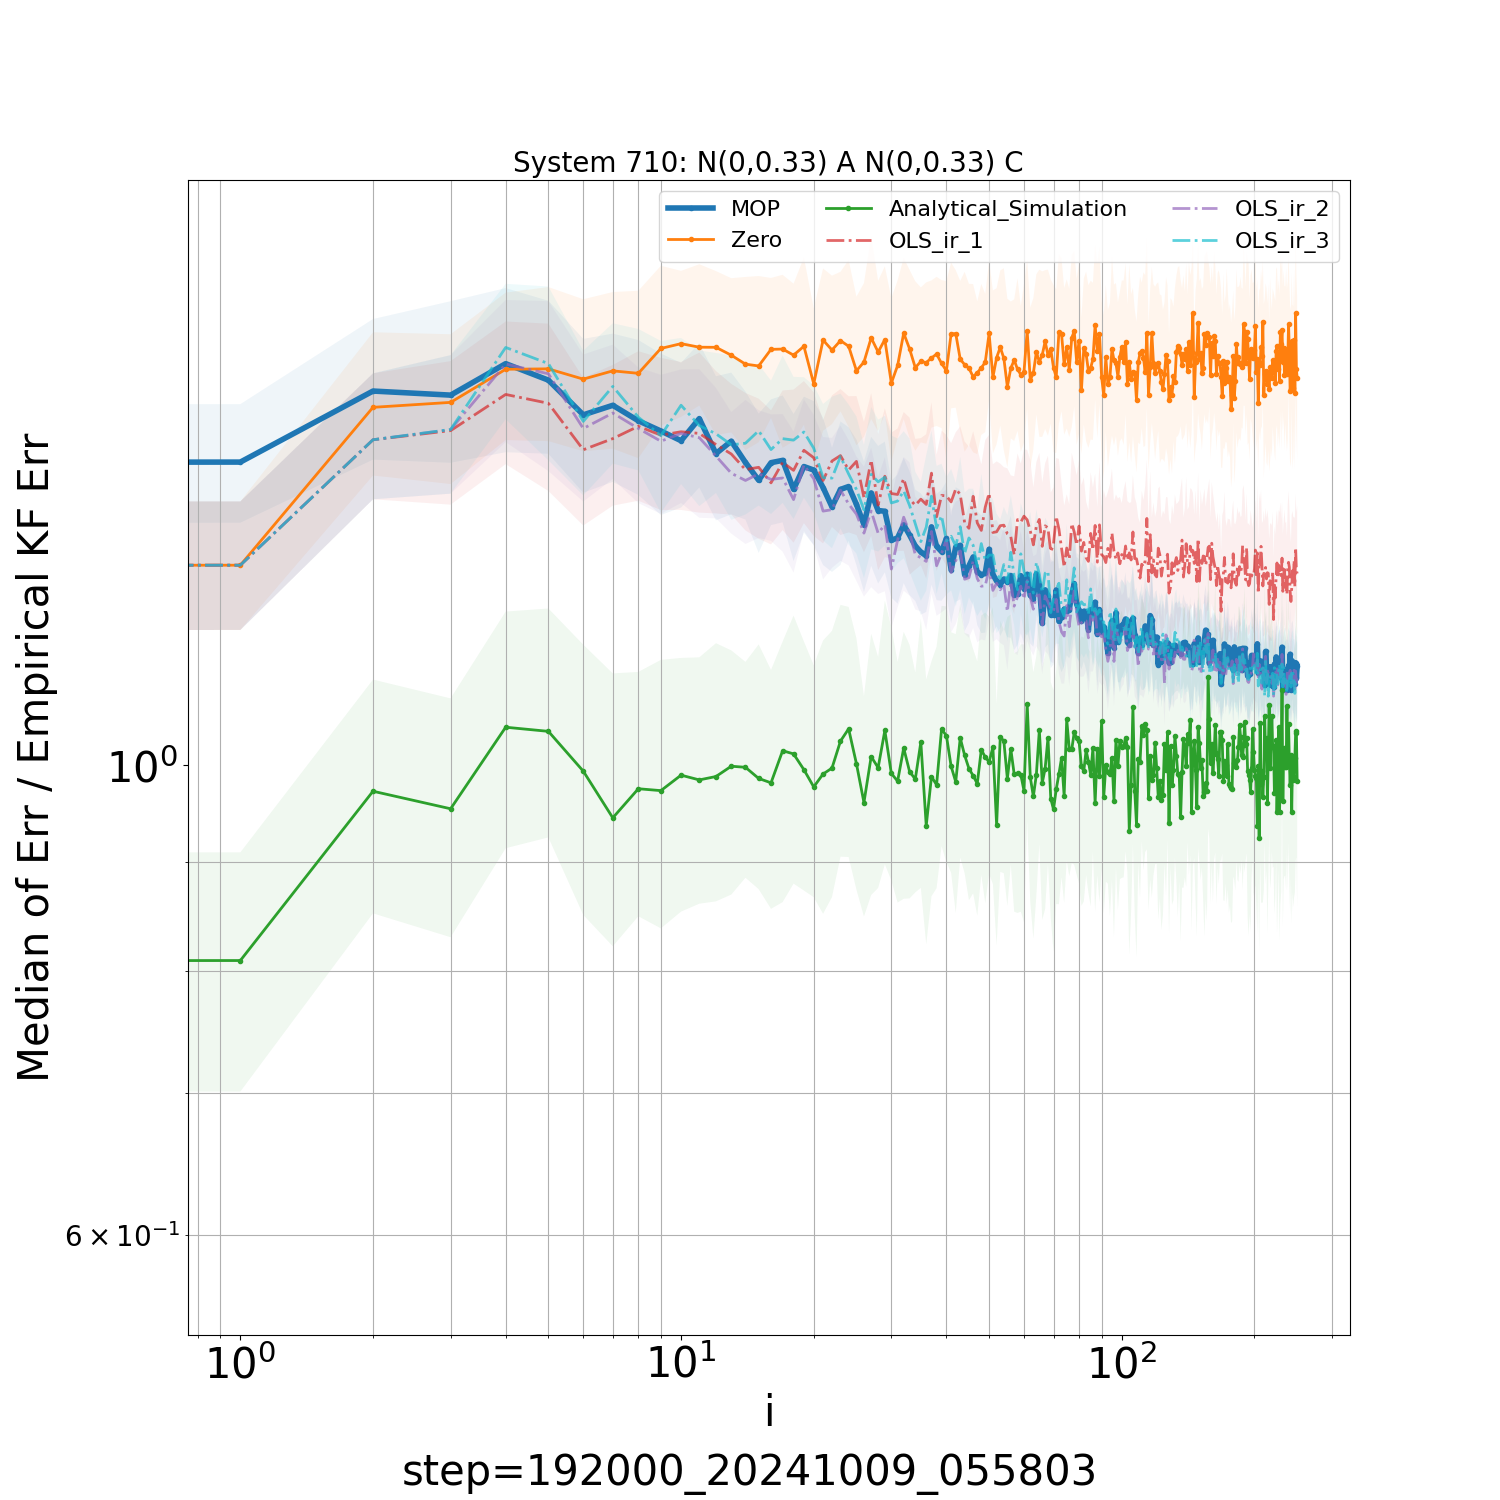 System 710: N(0,0.33) A N(0,0.33) C
MOP
Zero
Analytical_Simulation
OLS_ir_1
OLS_ir_2
OLS_ir_3
Median of Err / Empirical KF Err
10⁰
6 × 10⁻¹
10⁰
10¹
10²
i
step=192000_20241009_055803